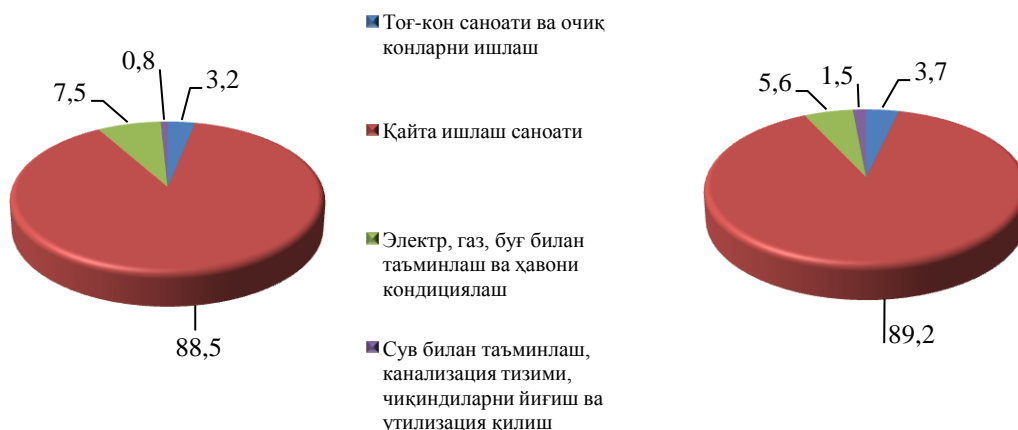 0,8
3,2
7,5
88,5
Тоғ-кон саноати ва очиқ
конларни ишлаш
Қайта ишлаш саноати
Электр, газ, буғ билан
таъминлаш ва ҳавони
кондициялаш
Сув билан таъминлаш,
канализация тизими,
чиқиндиларни йиғиш ва
утилизация қилиш
1,5
3,7
5,6
89,2